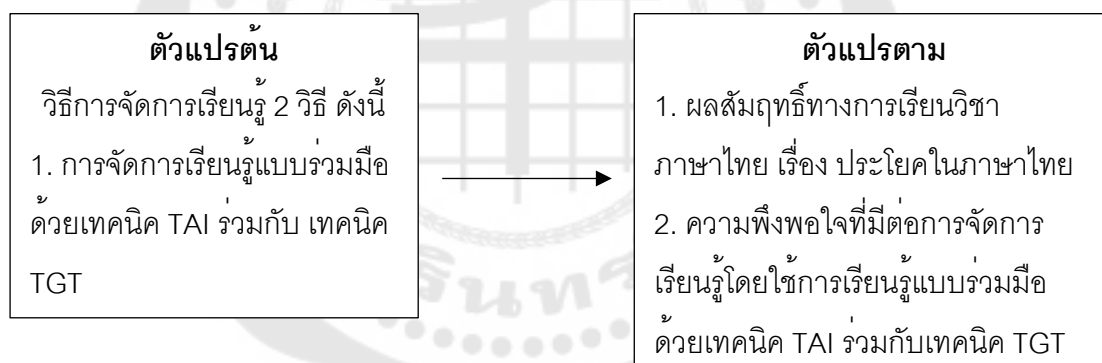 ตัวแปรต้น
วิธีการจัดการเรียนรู้ 2 วิธี ดังนี้
1. การจัดการเรียนรู้แบบร่วมมือ
ด้วยเทคนิค TAI ร่วมกับ เทคนิค
TGT
ตัวแปรตาม
1. ผลสัมฤทธิ์ทางการเรียนวิชา
ภาษาไทย เรื่อง ประโยคในภาษาไทย
2. ความพึงพอใจที่มีต่อการจัดการ
เรียนรู้โดยใช้การเรียนรู้แบบร่วมมือ
ด้วยเทคนิค TAI ร่วมกับเทคนิค TGT